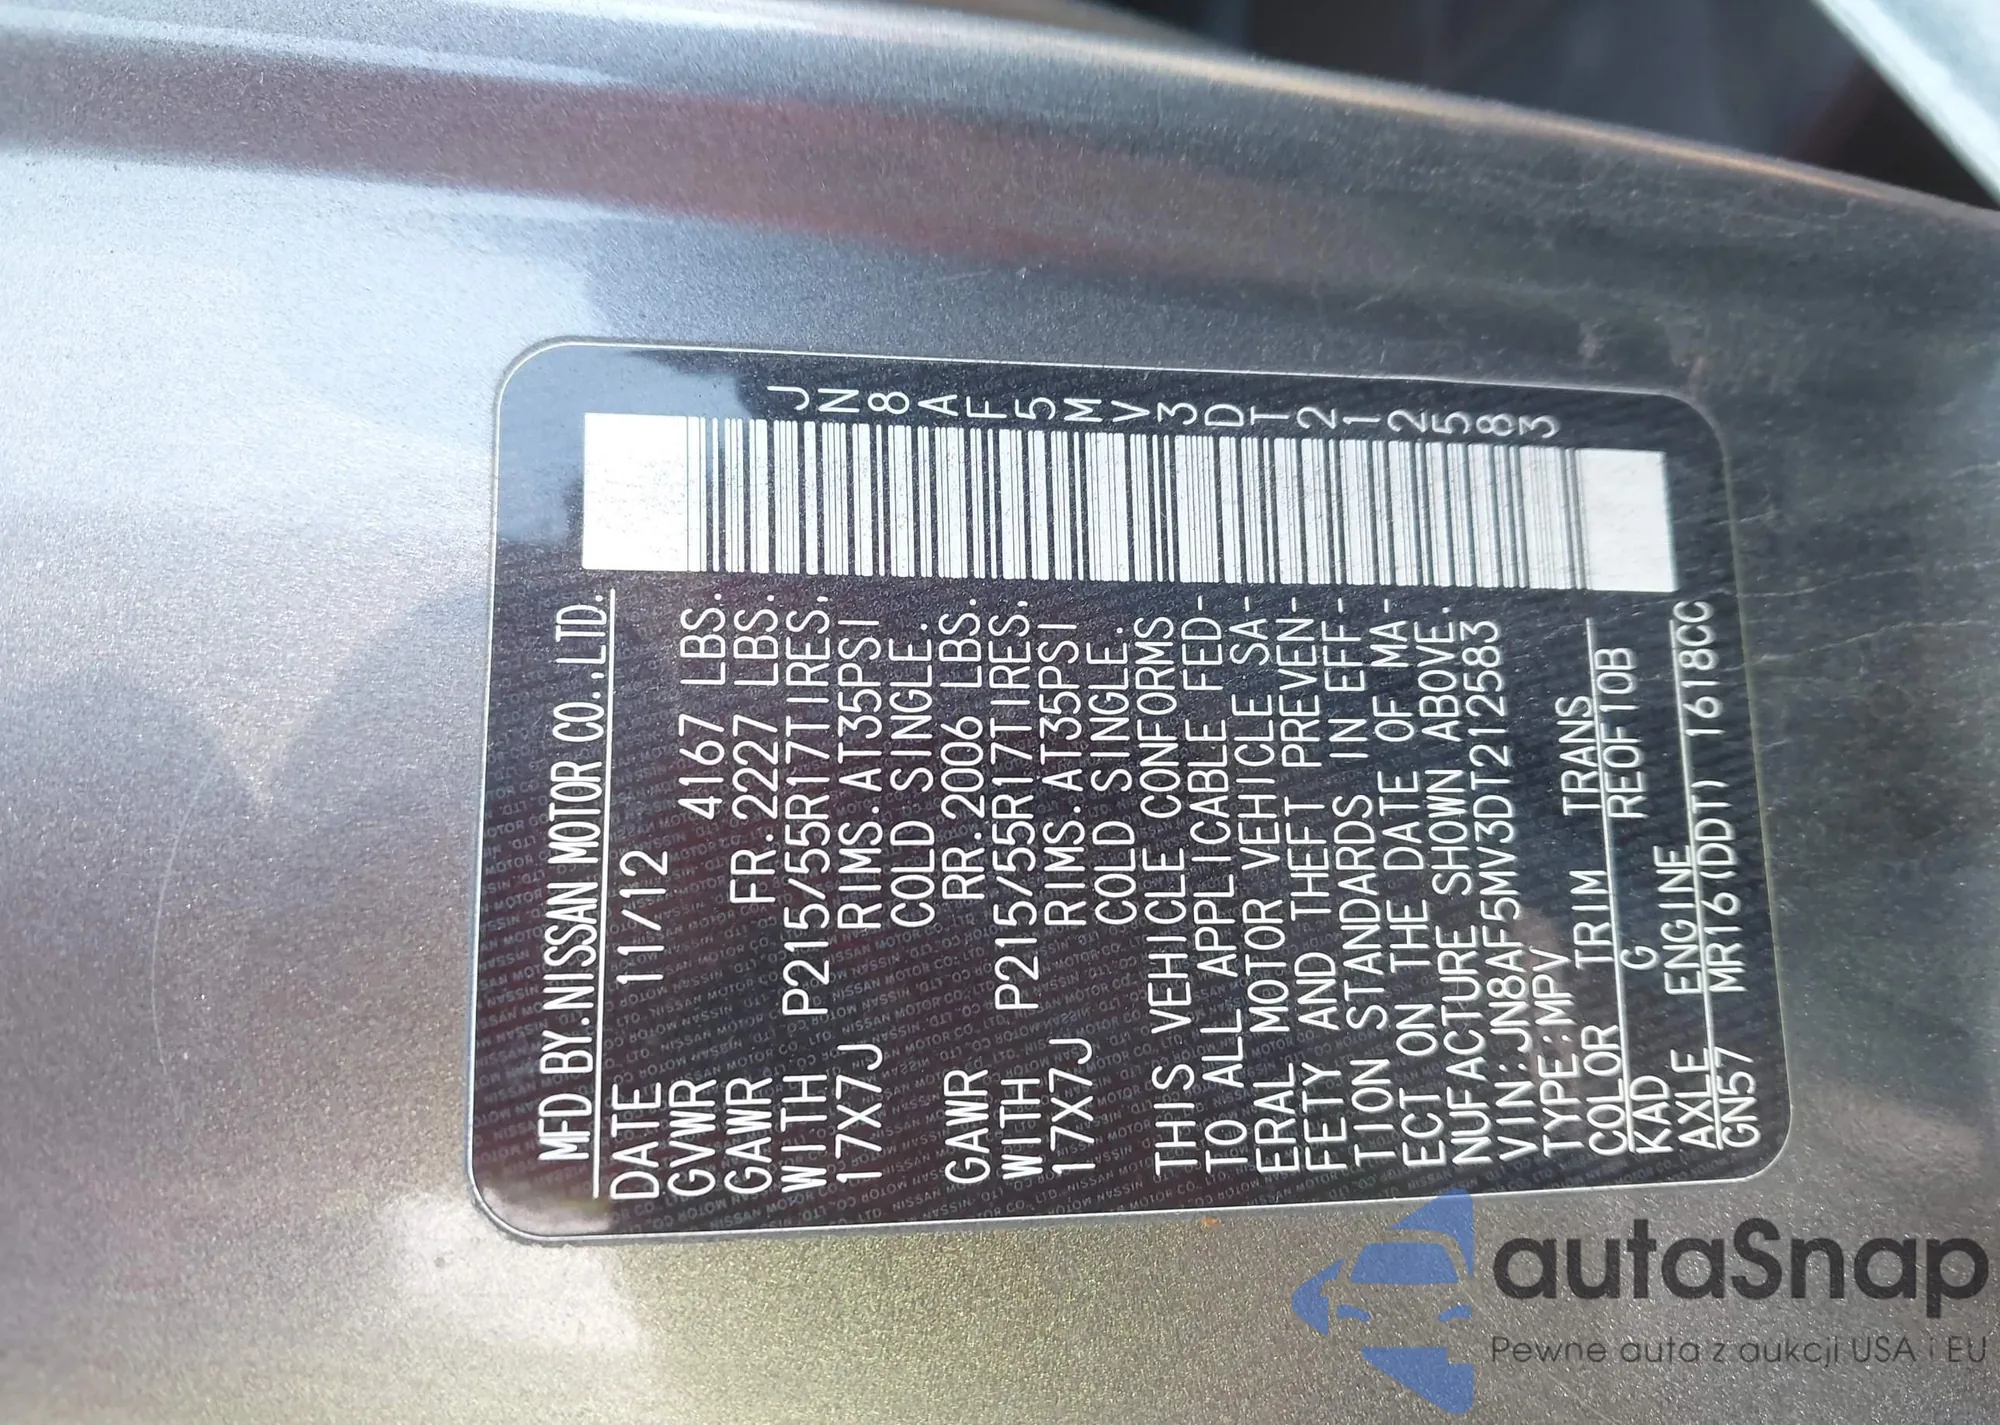 JN8AF5MV3DT212583
MFD BY.NISSAN MOTOR CO.,LTD.
DATE 11/12
GVWR 4167 LBS.
GAWR FR.2227 LBS.
WITH P215/55R17TIRES,
17X7J RIMS.AT35PSI
COLD SINGLE.
GAWR RR.2006 LBS.
WITH P215/55R17TIRES,
17X7J RIMS.AT35PSI
COLD SINGLE.
THIS VEHICLE CONFORMS
TO ALL APPLICABLE FED-
ERAL MOTOR VEHICLE SA-
FETY AND THEFT PREVEN-
TION STANDARDS IN EFF-
ECT ON THE DATE OF MA-
NUFACTURE SHOWN ABOVE.
VIN:JN8AF5MV3DT212583
TYPE:MPV
COLOR TRIM TRANS
KAD G RE0F10B
AXLE ENGINE
GN57 MR16(DDT) 1618CC
autaSnap
Pewne auta z aukcji USA i EU